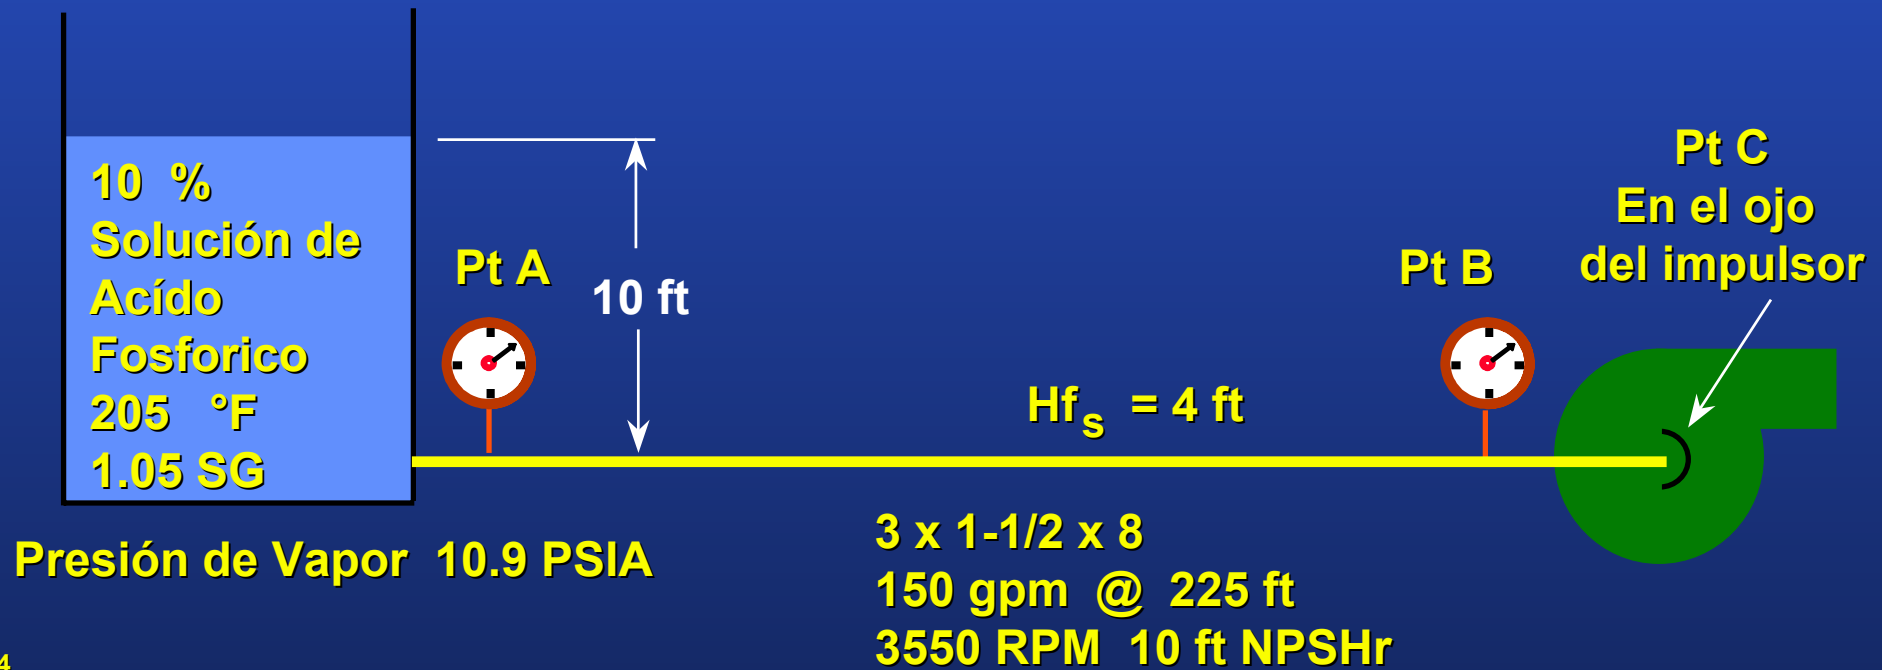 10 %
Solución de
Acído
Fosforico
205 °F
1.05 SG
Pt A
10 ft
Hfs = 4 ft
Pt B
Pt C
En el ojo
del impulsor
Presión de Vapor 10.9 PSIA
3 x 1-1/2 x 8
150 gpm @ 225 ft
3550 RPM 10 ft NPSHr
4